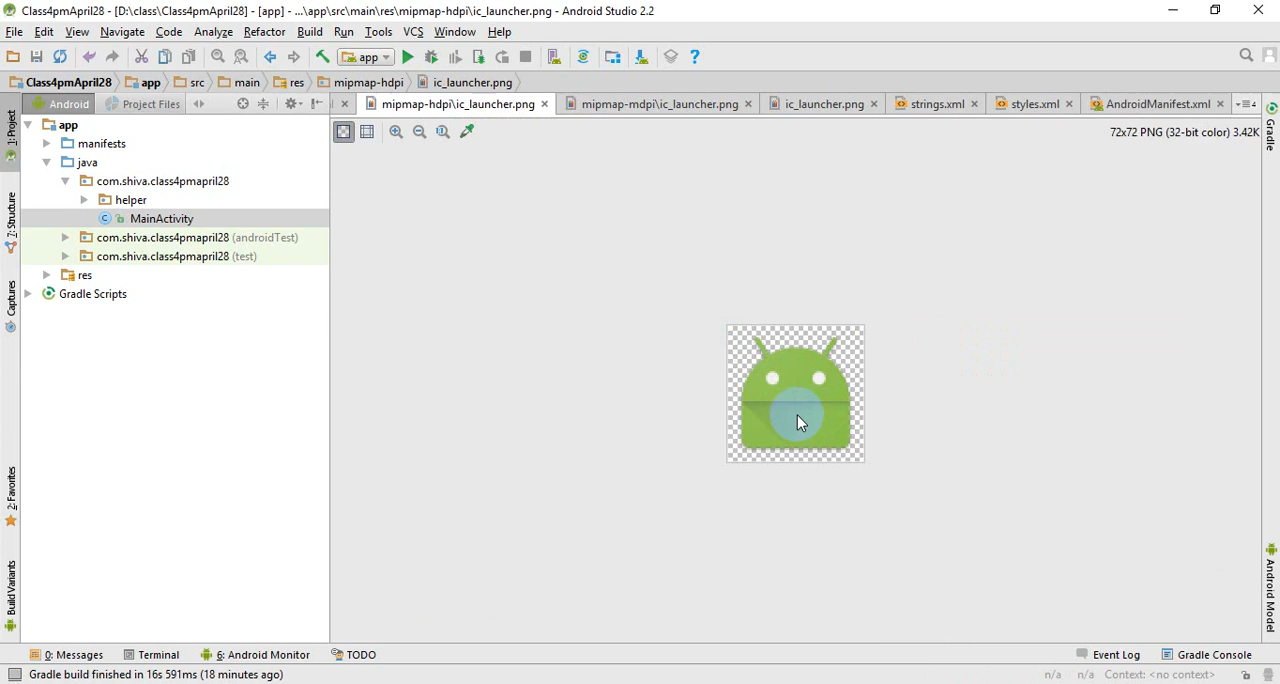 Class4pmApril28 - [D:\class\Class4pmApril28] - [app] - ...\app\src\main\res\mipmap-hdpi\ic_launcher.png - Android Studio 2.2
File Edit View Navigate Code Analyze Refactor Build Run Tools VCS Window Help
app
Class4pmApril28 app src main res mipmap-hdpi ic_launcher.png
Android Project Files mipmap-hdpi\ic_launcher.png mipmap-mdpi\ic_launcher.png ic_launcher.png strings.xml styles.xml AndroidManifest.xml
72x72 PNG (32-bit color) 3.42K
app
manifests
java
com.shiva.class4pmapril28
helper
MainActivity
com.shiva.class4pmapril28 (androidTest)
com.shiva.class4pmapril28 (test)
res
Gradle Scripts
1: Project
7: Structure
Captures
2: Favorites
Build Variants
Gradle
Android Model
0: Messages Terminal 6: Android Monitor TODO Event Log Gradle Console
Gradle build finished in 16s 591ms (18 minutes ago) n/a n/a Context: <no context>